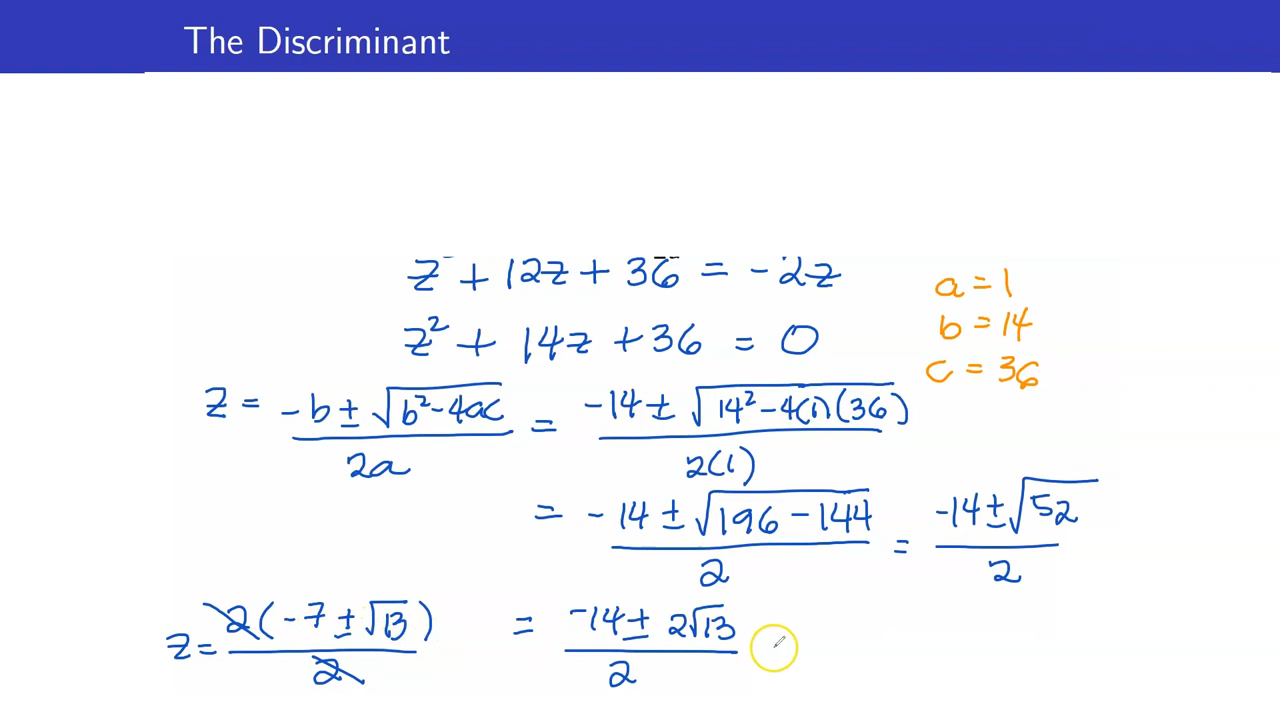 The Discriminant
z² + 12z + 36 = -2z
z² + 14z + 36 = 0
a = 1
b = 14
c = 36
z = (-b ± √(b²-4ac))/(2a) = (-14 ± √(14²-4(1)(36)))/(2(1))
= (-14 ± √(196-144))/2 = (-14 ± √52)/2
z = 2(-7 ± √13)/2 = (-14 ± 2√13)/2